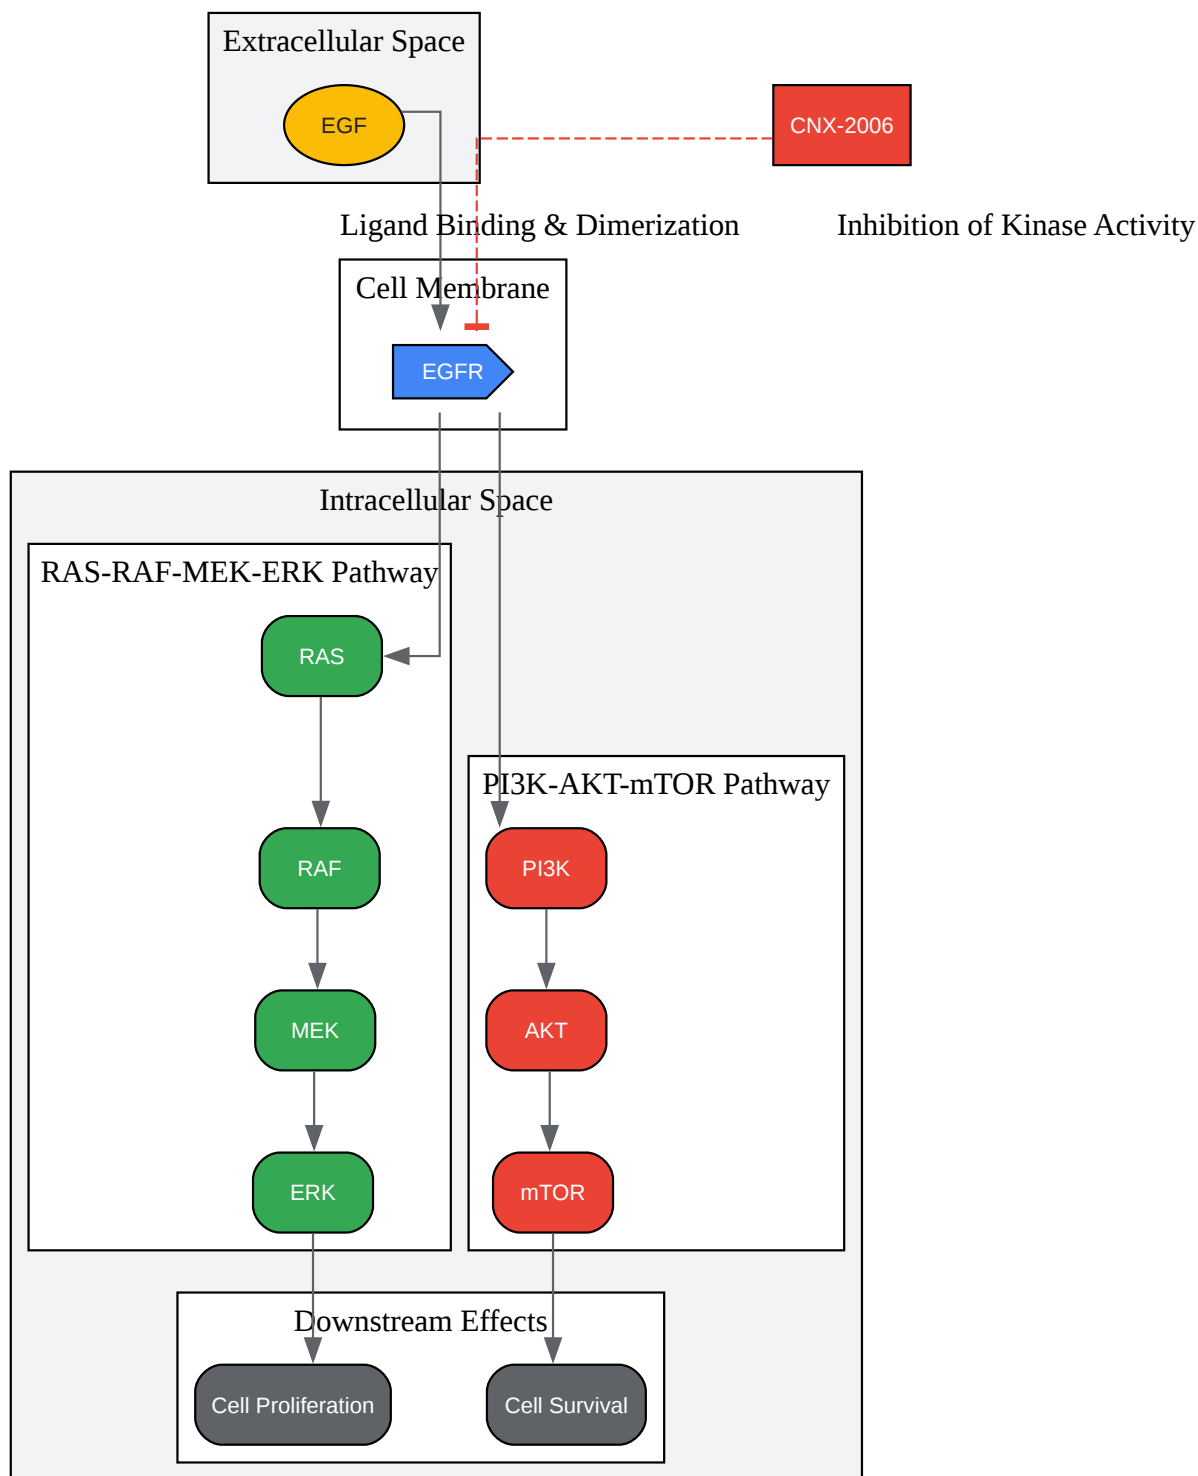 Extracellular Space
EGF
CNX-2006
Ligand Binding & Dimerization
Inhibition of Kinase Activity
Cell Membrane
EGFR
Intracellular Space
RAS-RAF-MEK-ERK Pathway
RAS
PI3K-AKT-mTOR Pathway
RAF
PI3K
MEK
AKT
ERK
mTOR
Downstream Effects
Cell Proliferation
Cell Survival